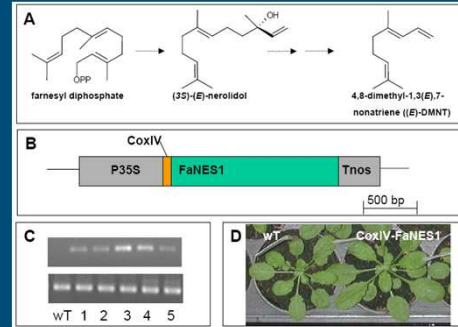 A
OH
OPP
farnesyl diphosphate
(3S)-(E)-nerolidol
4,8-dimethyl-1,3(E),7-
nonatriene ((E)-DMNT)
B
CoxIV
P35S
FaNES1
Tnos
500 bp
C
wT 1 2 3 4 5
D
wT
CoxIV-FaNES1